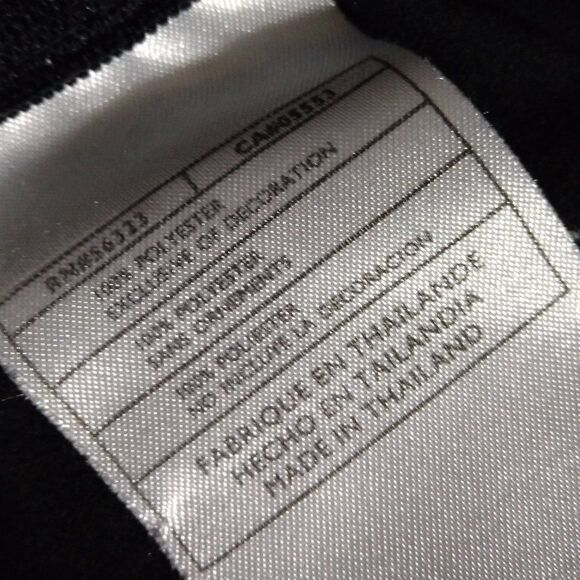 RN#56323 CA#05553
100% POLYESTER
EXCLUSIVE OF DECORATION
100% POLYESTER
SANS ORNEMENTS
100% POLIESTER
NO INCLUYE LA DECORACION
FABRIQUE EN THAILANDE
HECHO EN TAILANDIA
MADE IN THAILAND